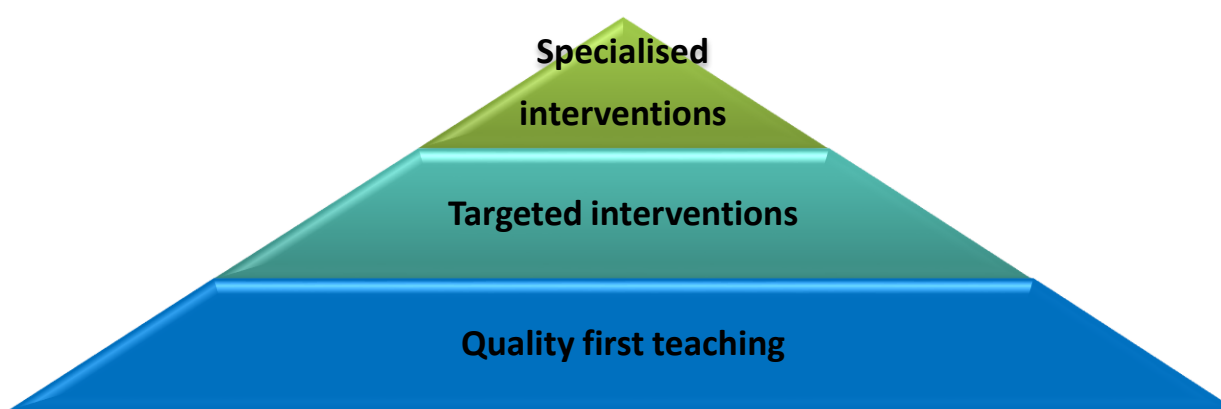 Specialised
interventions
Targeted interventions
Quality first teaching